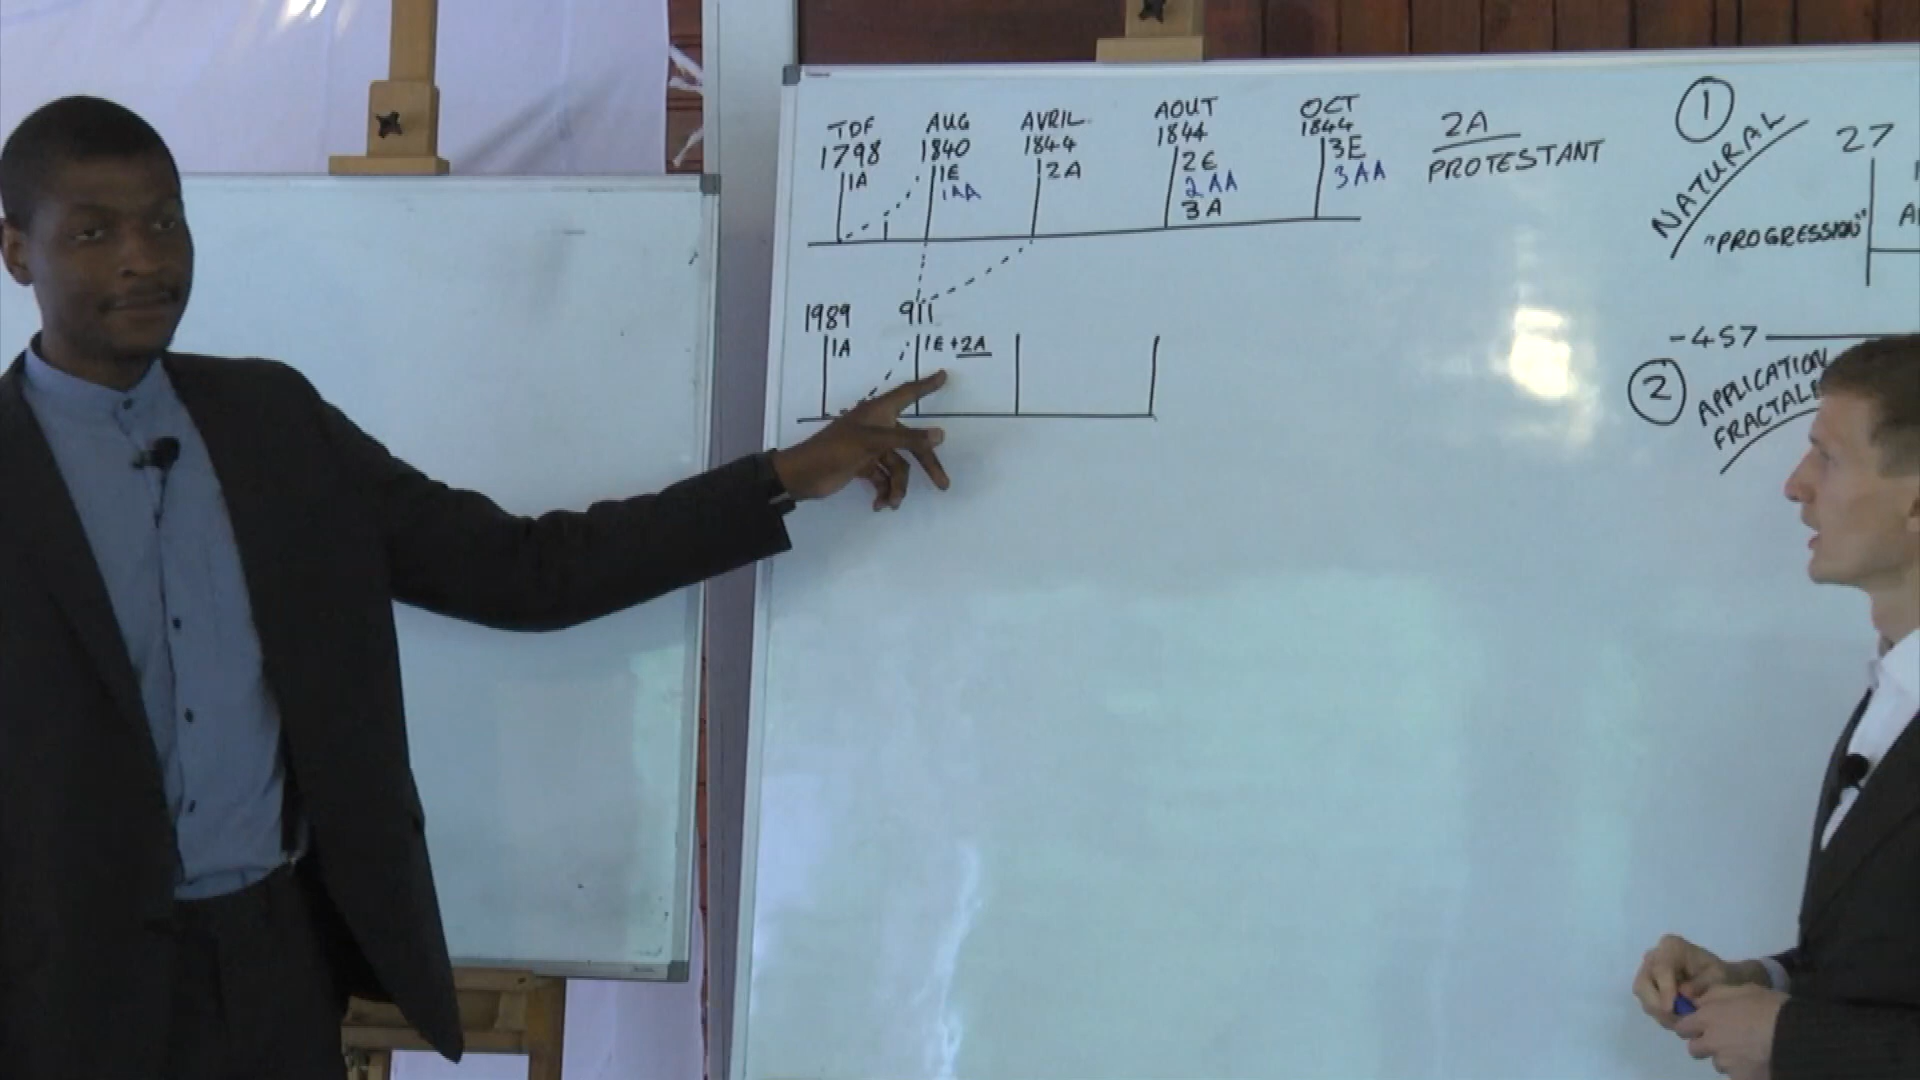 TDF
1798
1A
AUG
1840
1E
1AA
AVRIL
1844
2A
AOUT
1844
2E
2AA
3A
OCT
1844
3E
3AA
2A
PROTESTANT
1
NATURAL
"PROGRESSION"
27
1989
1A
911
1E + 2A
-457
2
APPLICATION
FRACTALE